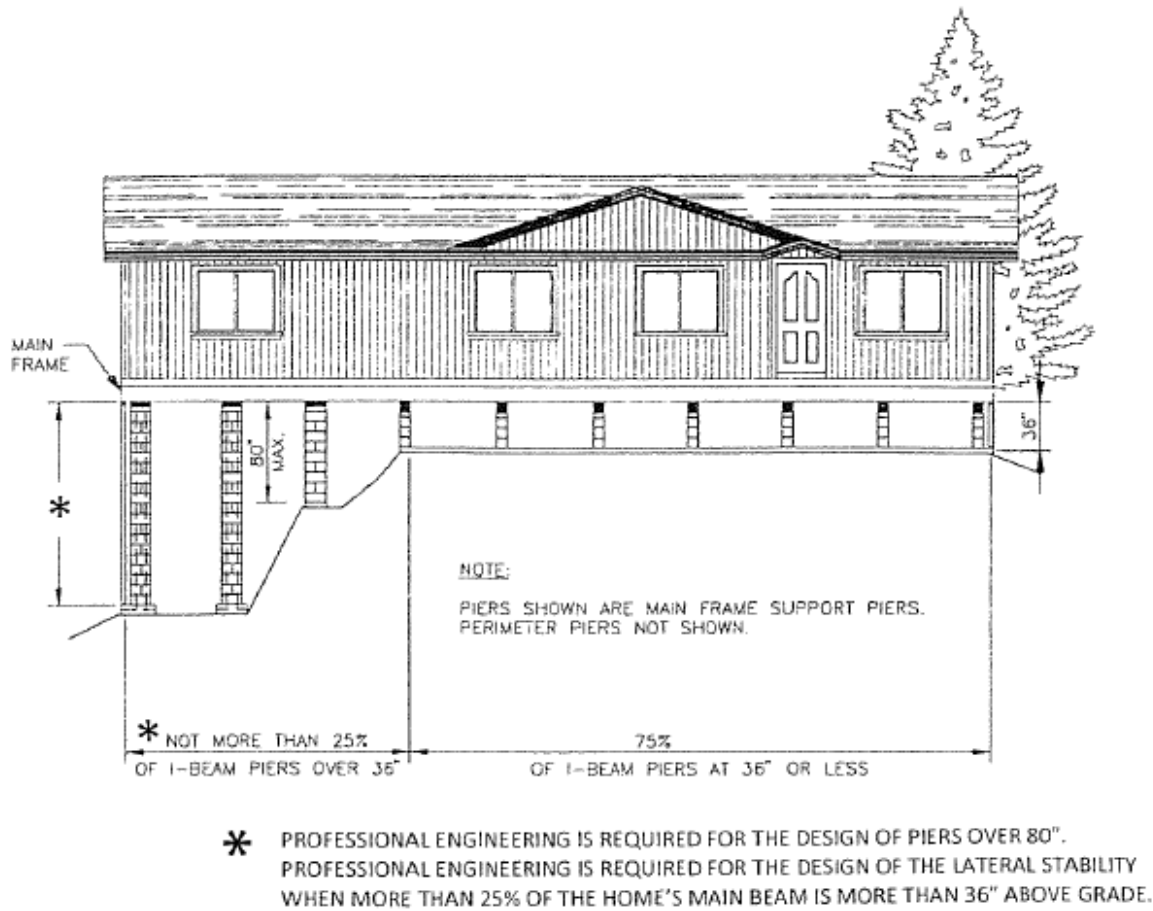 MAIN
FRAME
80"
MAX.
36"
*
NOTE:
PIERS SHOWN ARE MAIN FRAME SUPPORT PIERS.
PERIMETER PIERS NOT SHOWN.
* NOT MORE THAN 25%
OF I-BEAM PIERS OVER 36"
75%
OF I-BEAM PIERS AT 36" OR LESS
* PROFESSIONAL ENGINEERING IS REQUIRED FOR THE DESIGN OF PIERS OVER 80".
PROFESSIONAL ENGINEERING IS REQUIRED FOR THE DESIGN OF THE LATERAL STABILITY
WHEN MORE THAN 25% OF THE HOME'S MAIN BEAM IS MORE THAN 36" ABOVE GRADE.